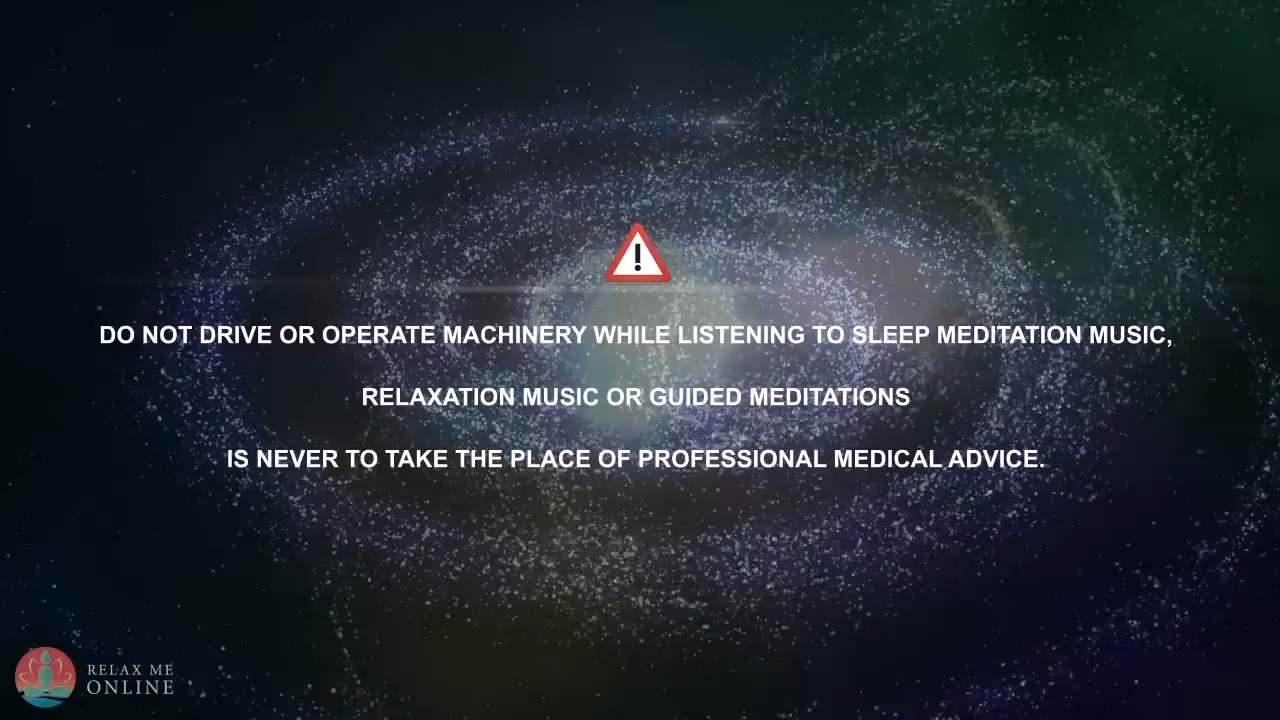 DO NOT DRIVE OR OPERATE MACHINERY WHILE LISTENING TO SLEEP MEDITATION MUSIC,
RELAXATION MUSIC OR GUIDED MEDITATIONS
IS NEVER TO TAKE THE PLACE OF PROFESSIONAL MEDICAL ADVICE.
RELAX ME
ONLINE